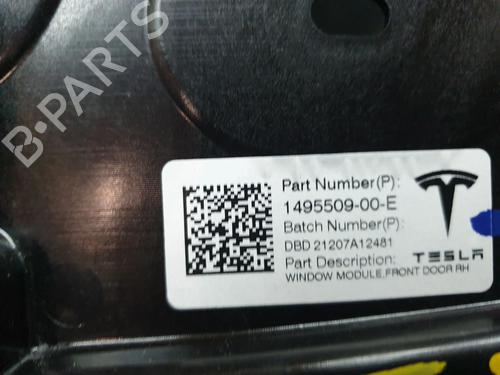 B-PARTS
Part Number(P):
1495509-00-E
Batch Number(P):
DBD 21207A12481
Part Description:
TESLA
WINDOW MODULE,FRONT DOOR RH